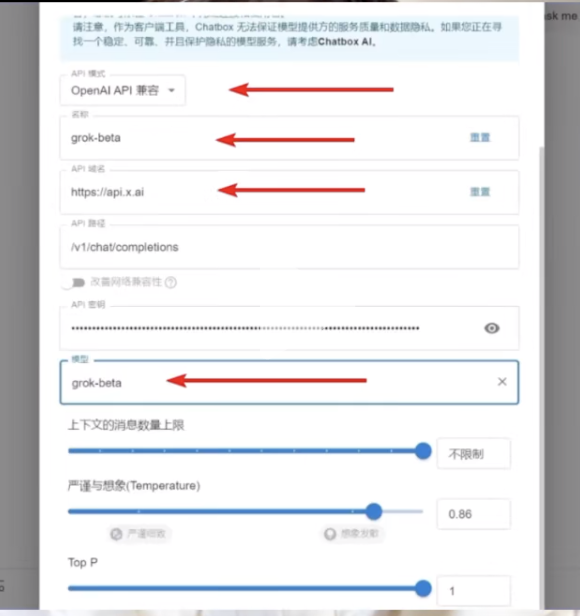 请注意，作为客户端工具，Chatbox 无法保证模型提供方的服务质量和数据隐私。如果您正在寻
找一个稳定、可靠、并且保护隐私的模型服务，请考虑Chatbox AI。
ask me
API 模式
OpenAI API 兼容
名称
grok-beta
重置
API 域名
https://api.x.ai
重置
API 路径
/v1/chat/completions
改善网络兼容性
API 密钥
模型
grok-beta
上下文的消息数量上限
不限制
严谨与想象(Temperature)
0.86
严谨细致
想象发散
Top P
1